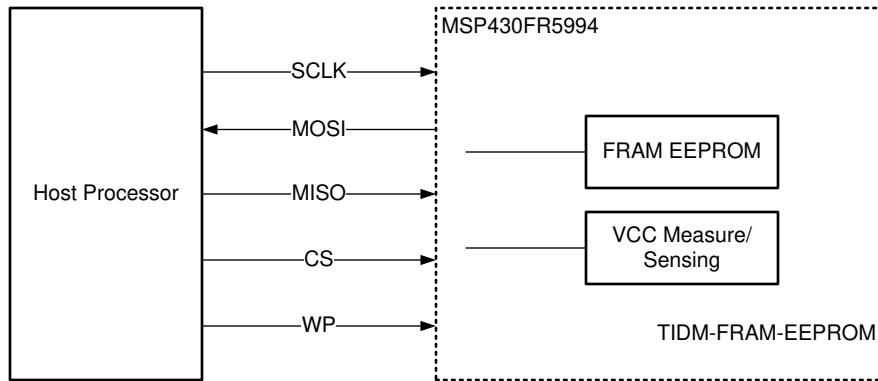 MSP430FR5994
SCLK
MOSI
Host Processor
MISO
CS
WP
FRAM EEPROM
VCC Measure/
Sensing
TIDM-FRAM-EEPROM